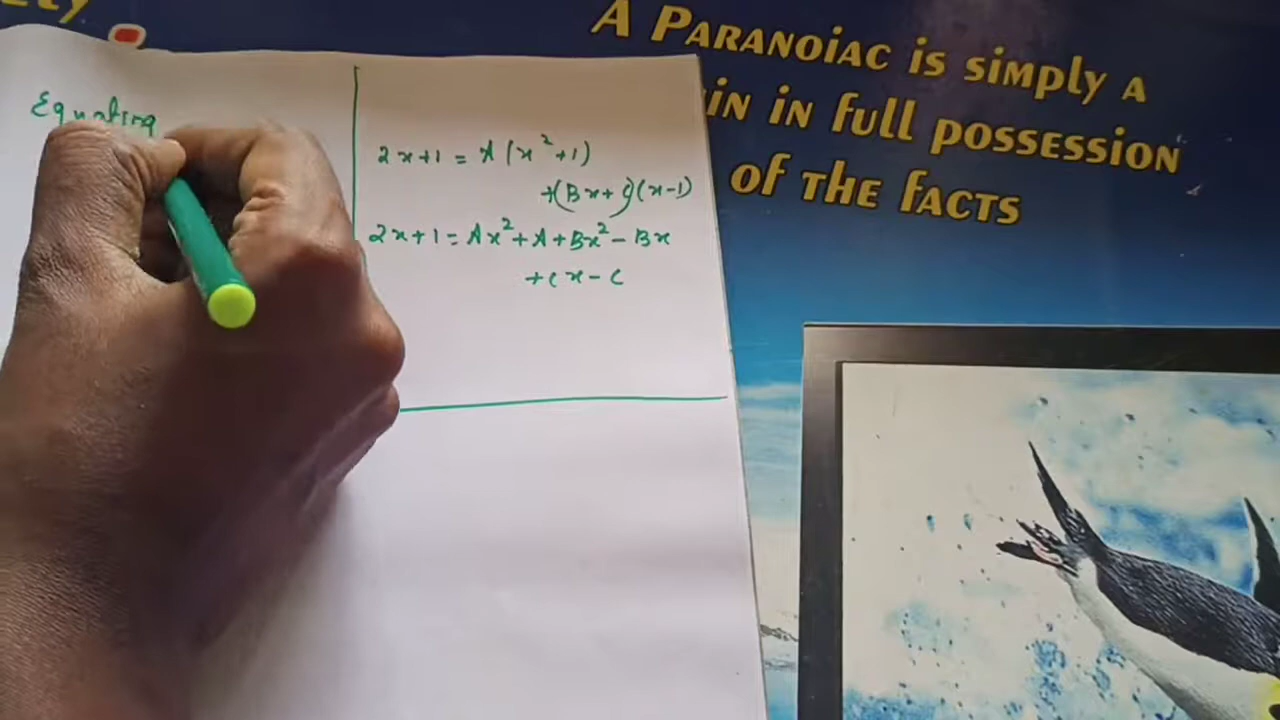 A PARANOIAC iS simply A
iN iN full possession
of THE fACTS
Equating
2x+1 = A(x²+1)
+(Bx+C)(x-1)
2x+1 = Ax²+A+Bx²-Bx
+Cx-C